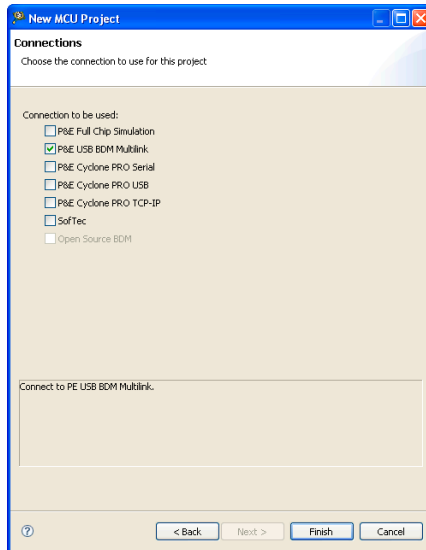 New MCU Project
Connections
Choose the connection to use for this project
Connection to be used:
P&E Full Chip Simulation
P&E USB BDM Multilink
P&E Cyclone PRO Serial
P&E Cyclone PRO USB
P&E Cyclone PRO TCP-IP
SofTec
Open Source BDM
Connect to PE USB BDM Multilink.
? < Back Next > Finish Cancel